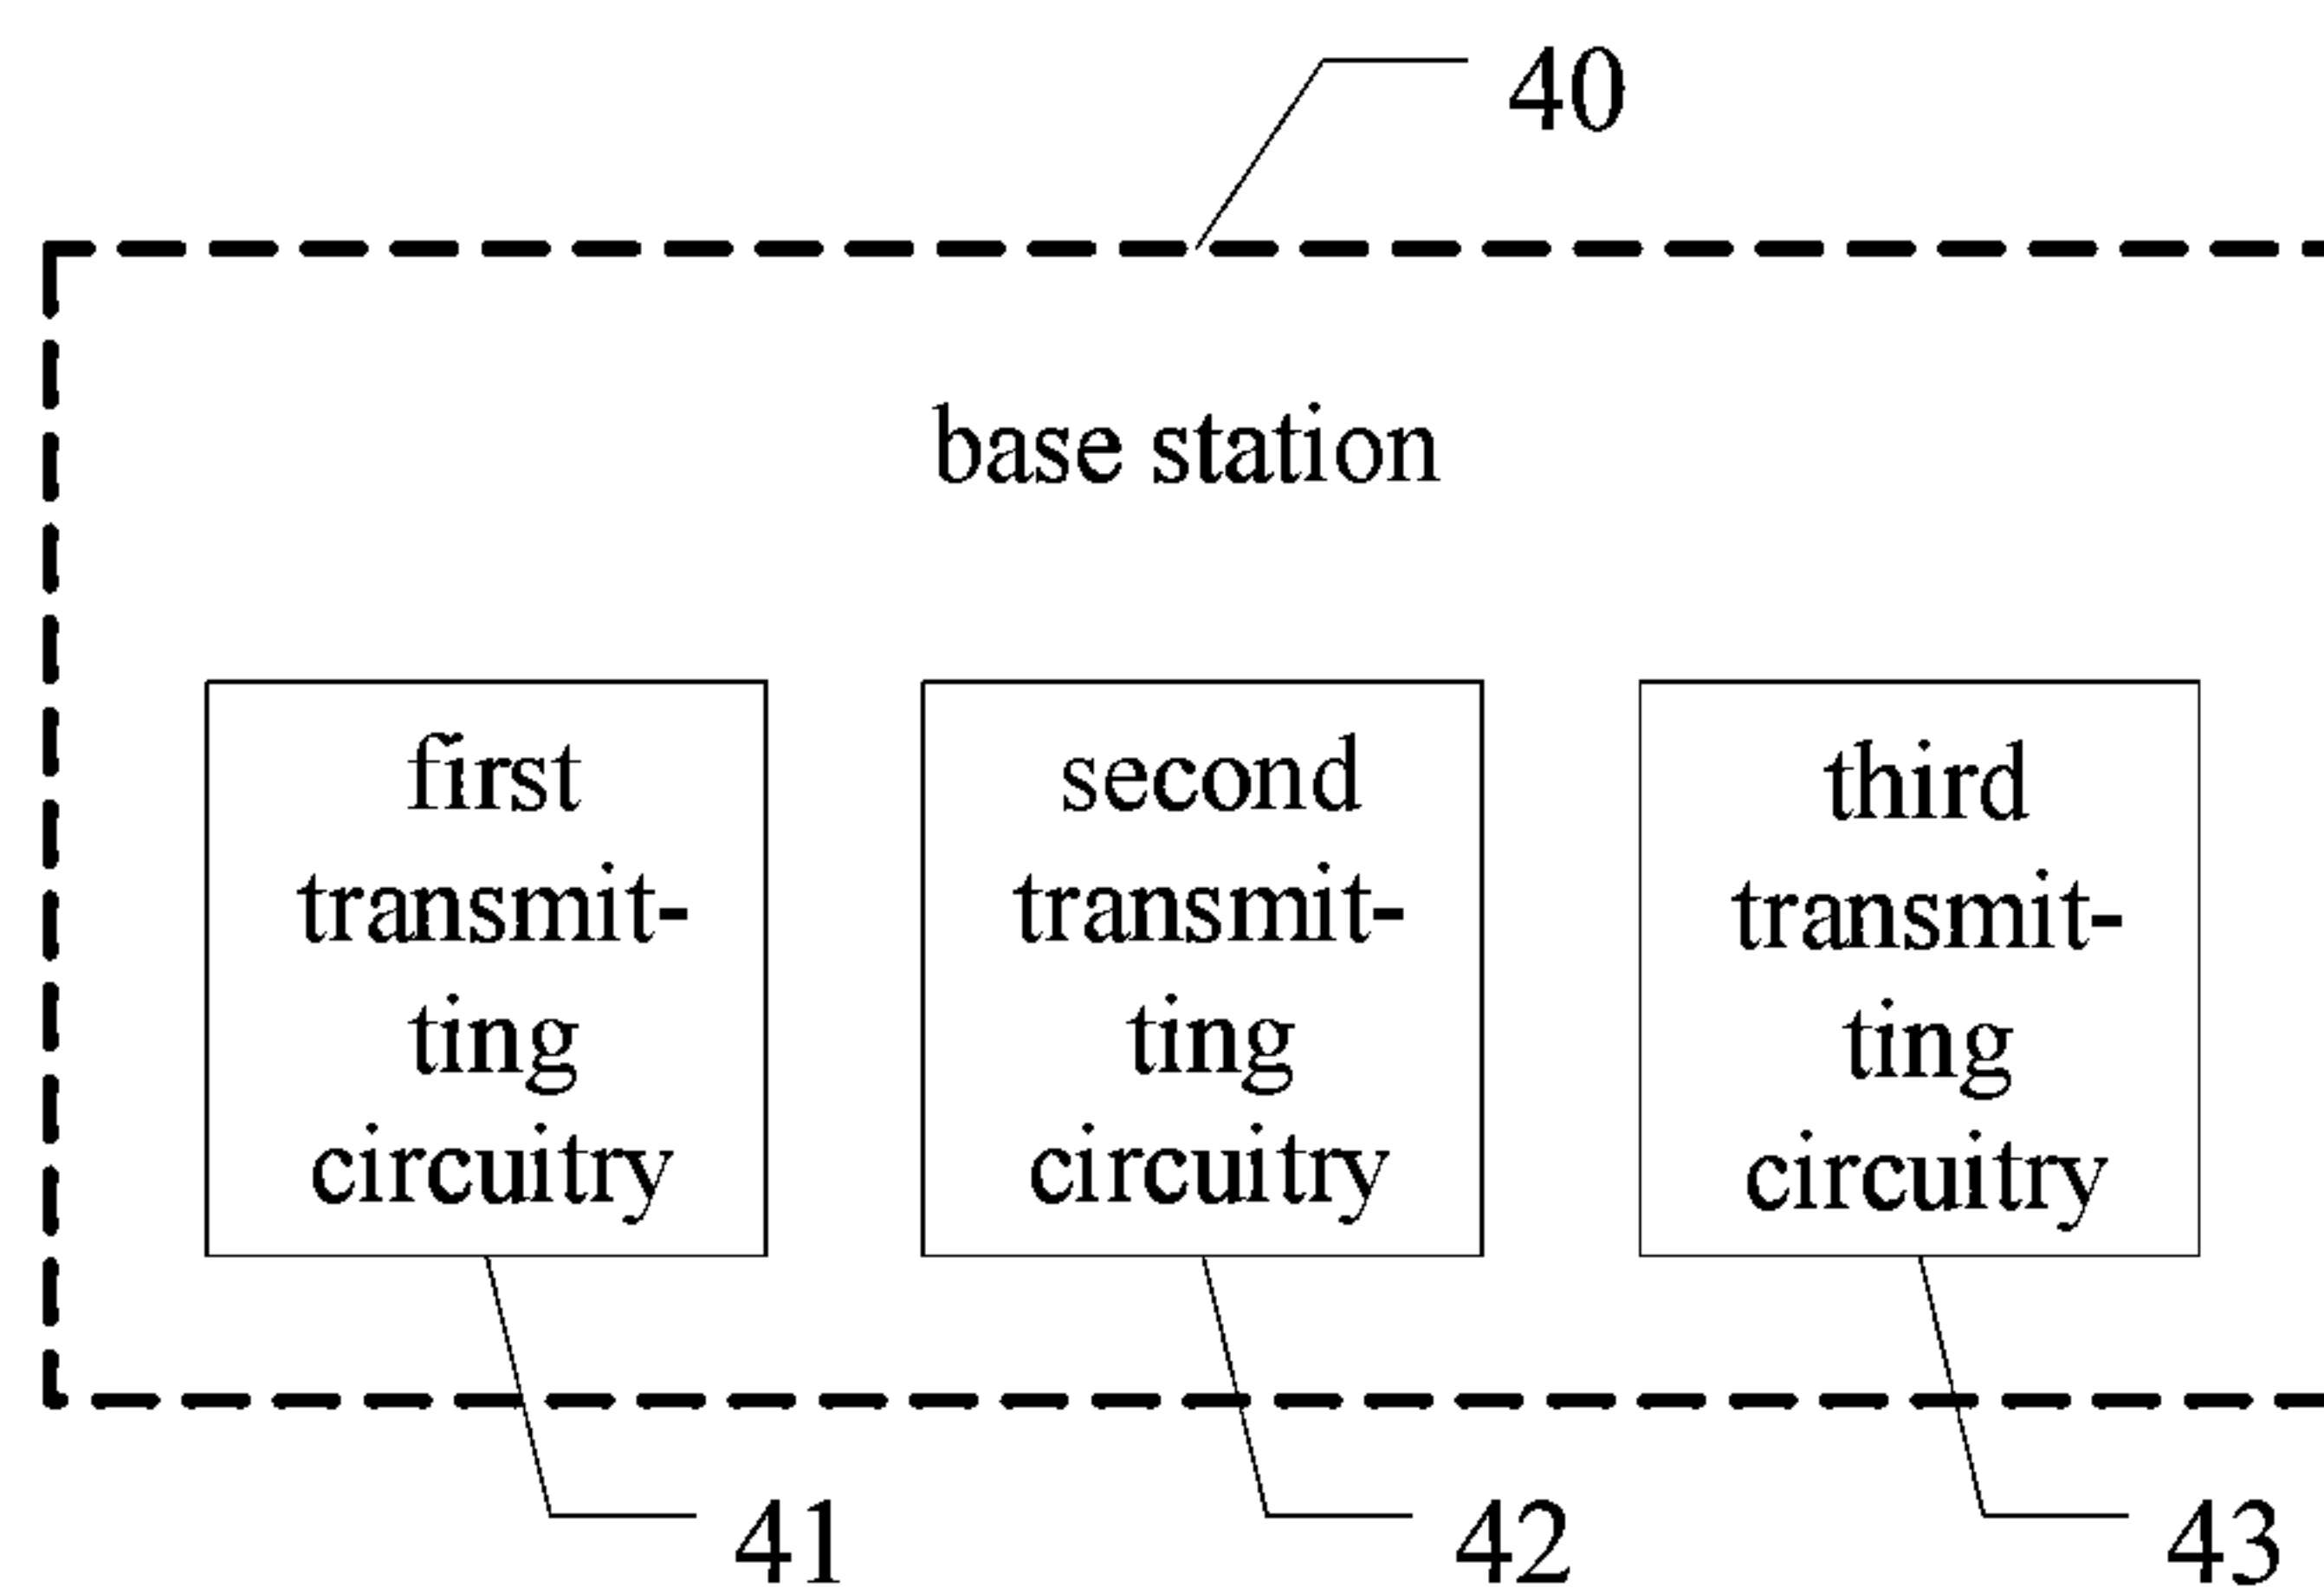 40
base station
first
transmit-
ting
circuitry
second
transmit-
ting
circuitry
third
transmit-
ting
circuitry
41
42
43